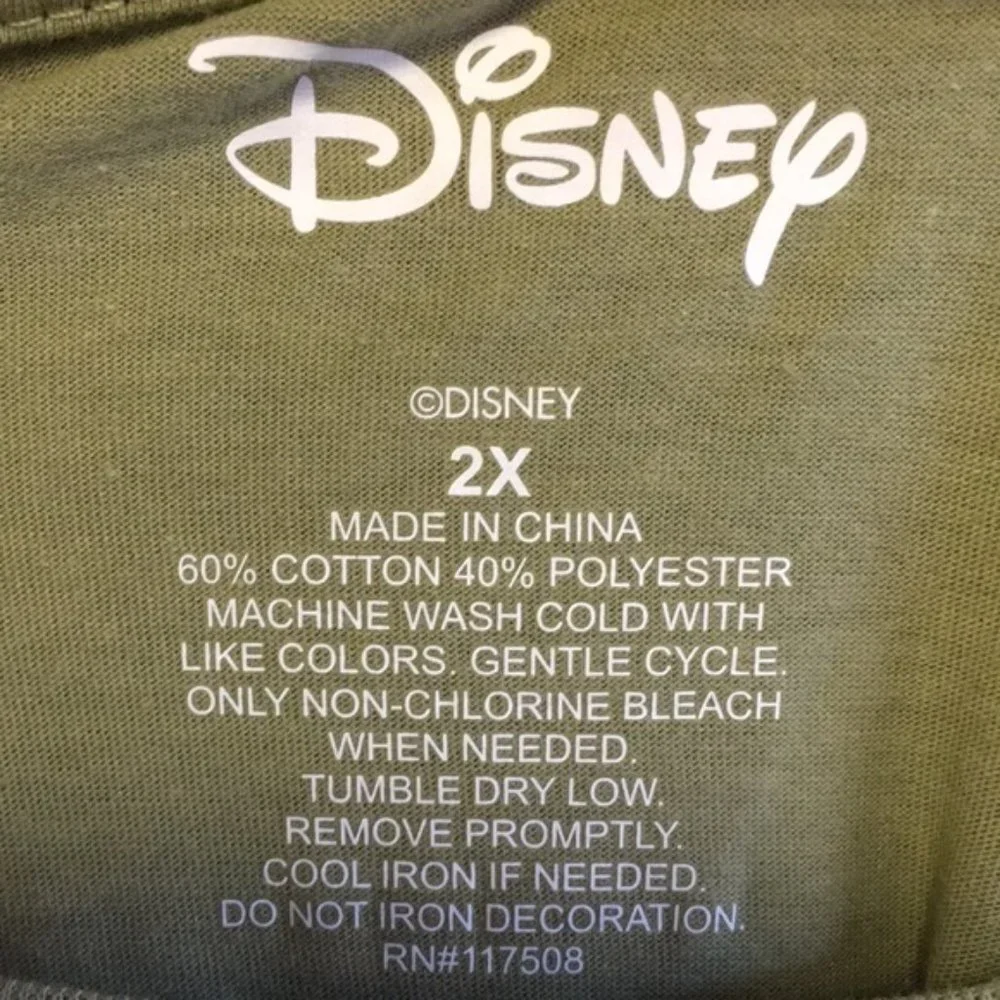 Disney
©DISNEY
2X
MADE IN CHINA
60% COTTON 40% POLYESTER
MACHINE WASH COLD WITH
LIKE COLORS. GENTLE CYCLE.
ONLY NON-CHLORINE BLEACH
WHEN NEEDED.
TUMBLE DRY LOW.
REMOVE PROMPTLY.
COOL IRON IF NEEDED.
DO NOT IRON DECORATION.
RN#117508